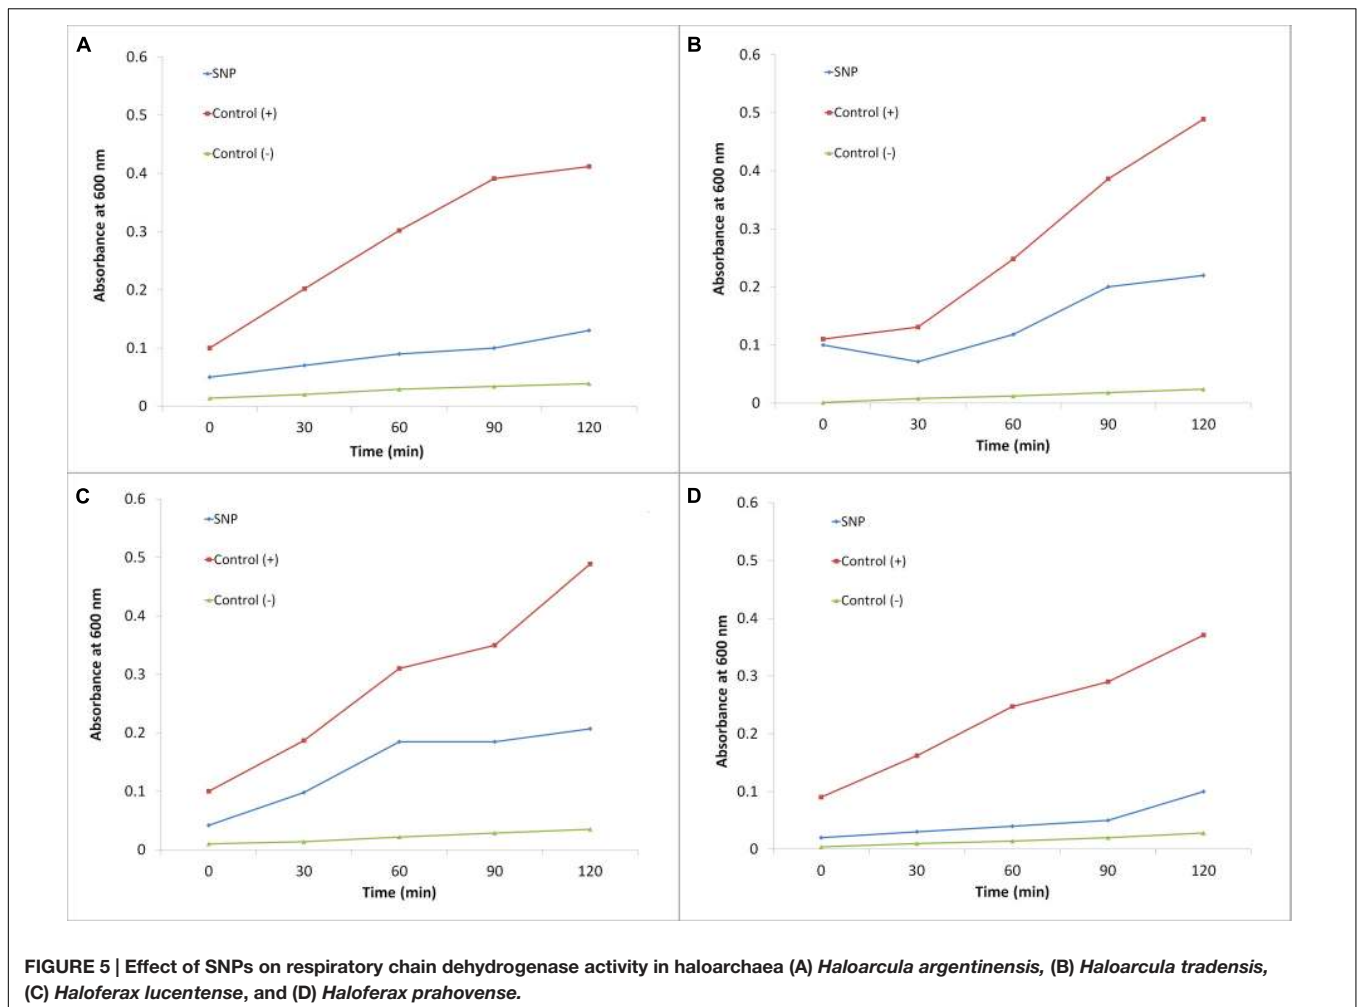 A
0.6
0.5
0.4
0.3
0.2
0.1
0
Absorbance at 600 nm
SNP
Control (+)
Control (-)
0 30 60 90 120
Time (min)
B
0.6
0.5
0.4
0.3
0.2
0.1
0
Absorbance at 600 nm
SNP
Control (+)
Control (-)
0 30 60 90 120
Time (min)
C
0.6
0.5
0.4
0.3
0.2
0.1
0
Absorbance at 600 nm
SNP
Control (+)
Control (-)
0 30 60 90 120
Time (min)
D
0.6
0.5
0.4
0.3
0.2
0.1
0
Absorbance at 600 nm
SNP
Control (+)
Control (-)
0 30 60 90 120
Time (min)
FIGURE 5 | Effect of SNPs on respiratory chain dehydrogenase activity in haloarchaea (A) Haloarcula argentinensis, (B) Haloarcula tradensis,
(C) Haloferax lucentense, and (D) Haloferax prahovense.